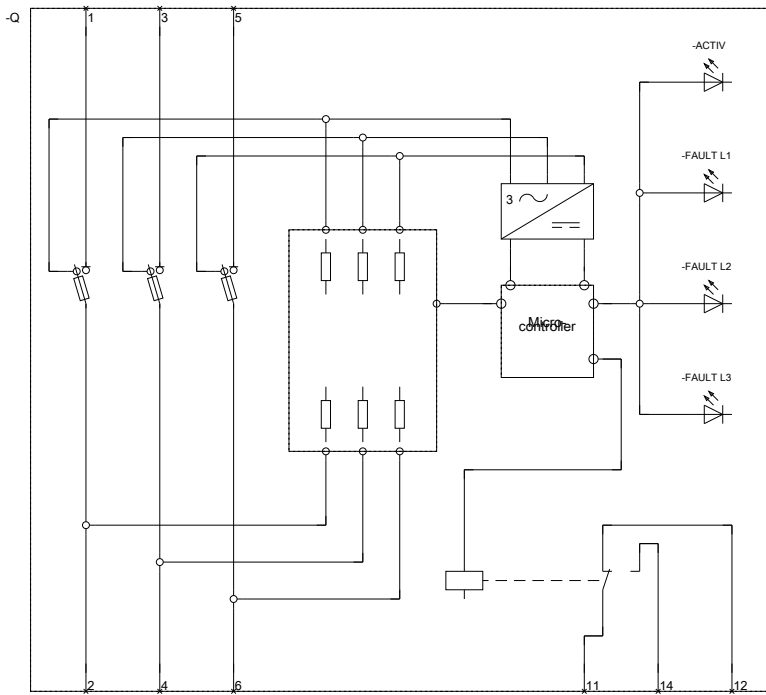 -Q
1
3
5
-ACTIV
-FAULT L1
3
-FAULT L2
Micro-
controller
-FAULT L3
2
4
6
11
14
12